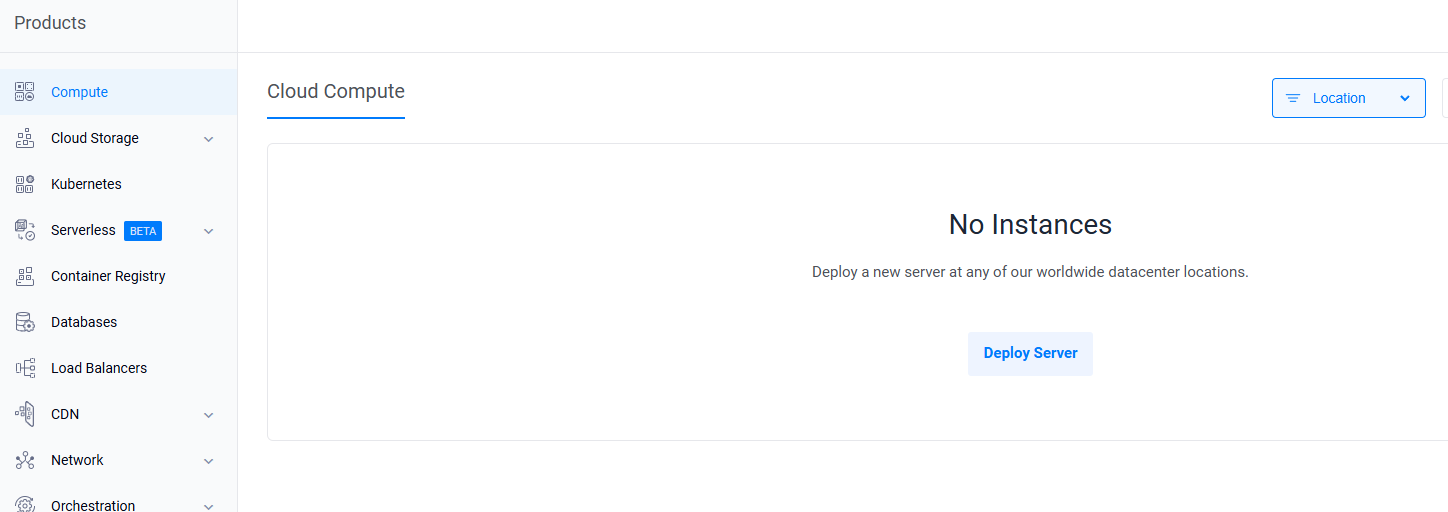 Products
Compute
Cloud Storage
Kubernetes
Serverless BETA
Container Registry
Databases
Load Balancers
CDN
Network
Orchestration
Cloud Compute
Location
No Instances
Deploy a new server at any of our worldwide datacenter locations.
Deploy Server